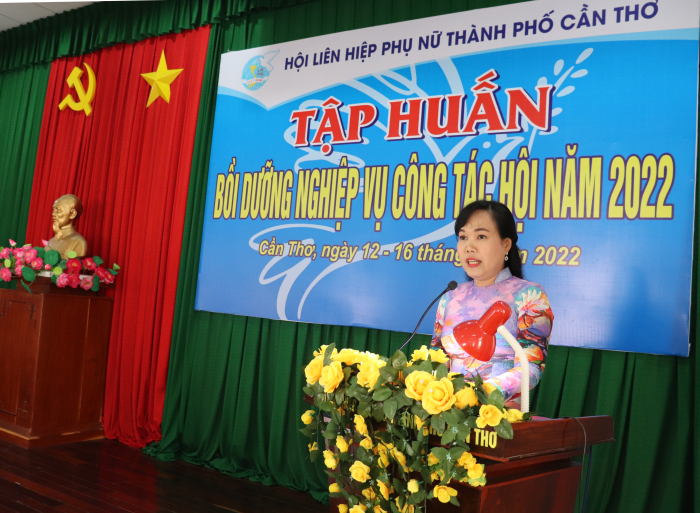 HỘI LIÊN HIỆP PHỤ NỮ THÀNH PHỐ CẦN THƠ
TẬP HUẤN
BỒI DƯỠNG NGHIỆP VỤ CÔNG TÁC HỘI NĂM 2022
Cần Thơ, ngày 12 - 16 tháng 2022
THƠ